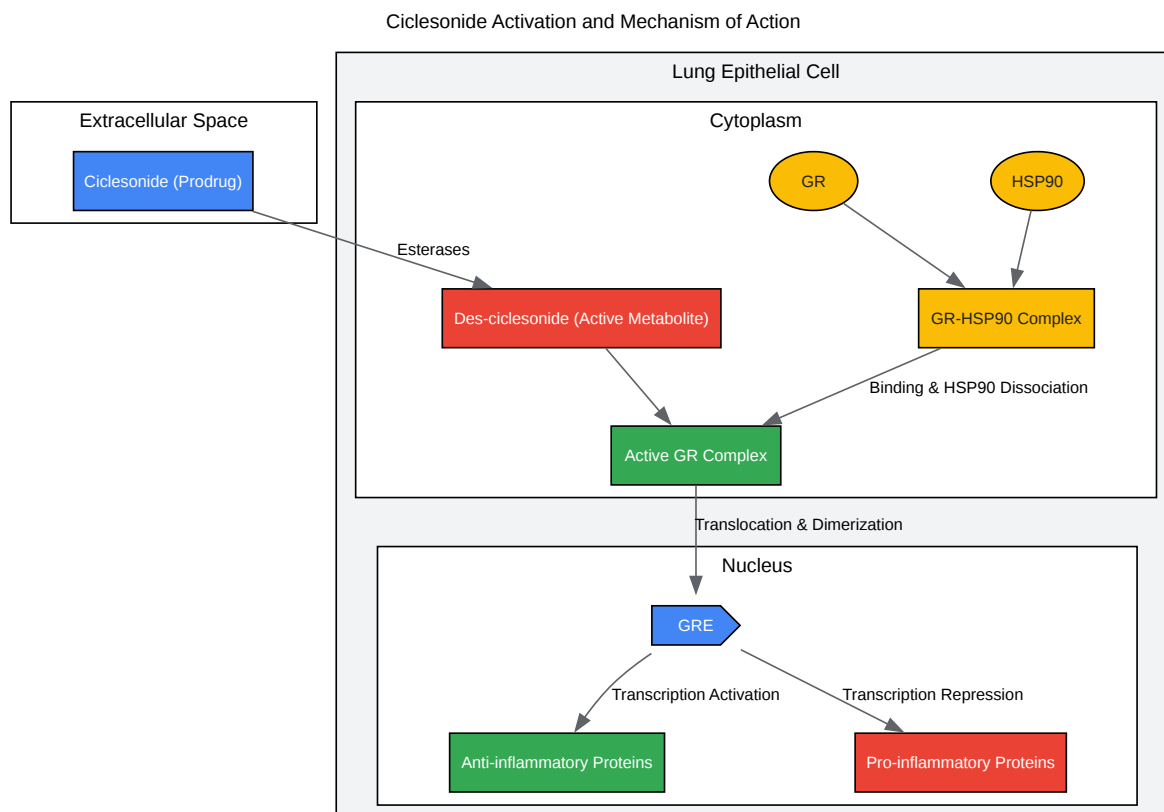 Ciclesonide Activation and Mechanism of Action
Lung Epithelial Cell
Extracellular Space
Cytoplasm
Ciclesonide (Prodrug)
GR
HSP90
Esterases
Des-ciclesonide (Active Metabolite)
GR-HSP90 Complex
Binding & HSP90 Dissociation
Active GR Complex
Translocation & Dimerization
Nucleus
GRE
Transcription Activation
Transcription Repression
Anti-inflammatory Proteins
Pro-inflammatory Proteins